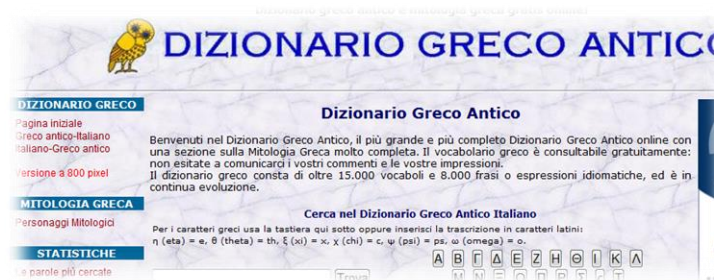 DIZIONARIO GRECO ANTICO
DIZIONARIO GRECO
Pagina iniziale
Greco antico-Italiano
Italiano-Greco antico
Versione a 800 pixel
MITOLOGIA GRECA
Personaggi Mitologici
STATISTICHE
Le parole più cercate
Dizionario Greco Antico
Benvenuti nel Dizionario Greco Antico, il più grande e più completo Dizionario Greco Antico online con
una sezione sulla Mitologia Greca molto completa. Il vocabolario greco è consultabile gratuitamente:
non esitate a comunicarci i vostri commenti e le vostre impressioni.
Il dizionario greco consta di oltre 15.000 vocaboli e 8.000 frasi o espressioni idiomatiche, ed è in
continua evoluzione.
Cerca nel Dizionario Greco Antico Italiano
Per i caratteri greci usa la tastiera qui sotto oppure inserisci la trascrizione in caratteri latini:
η (eta) = e, θ (theta) = th, ξ (xi) = x, χ (chi) = c, ψ (psi) = ps, ω (omega) = o.
Α Β Γ Δ Ε Ζ Η Θ Ι Κ Λ
Trova
Μ Ν Ξ Ο Π Ρ Σ Τ